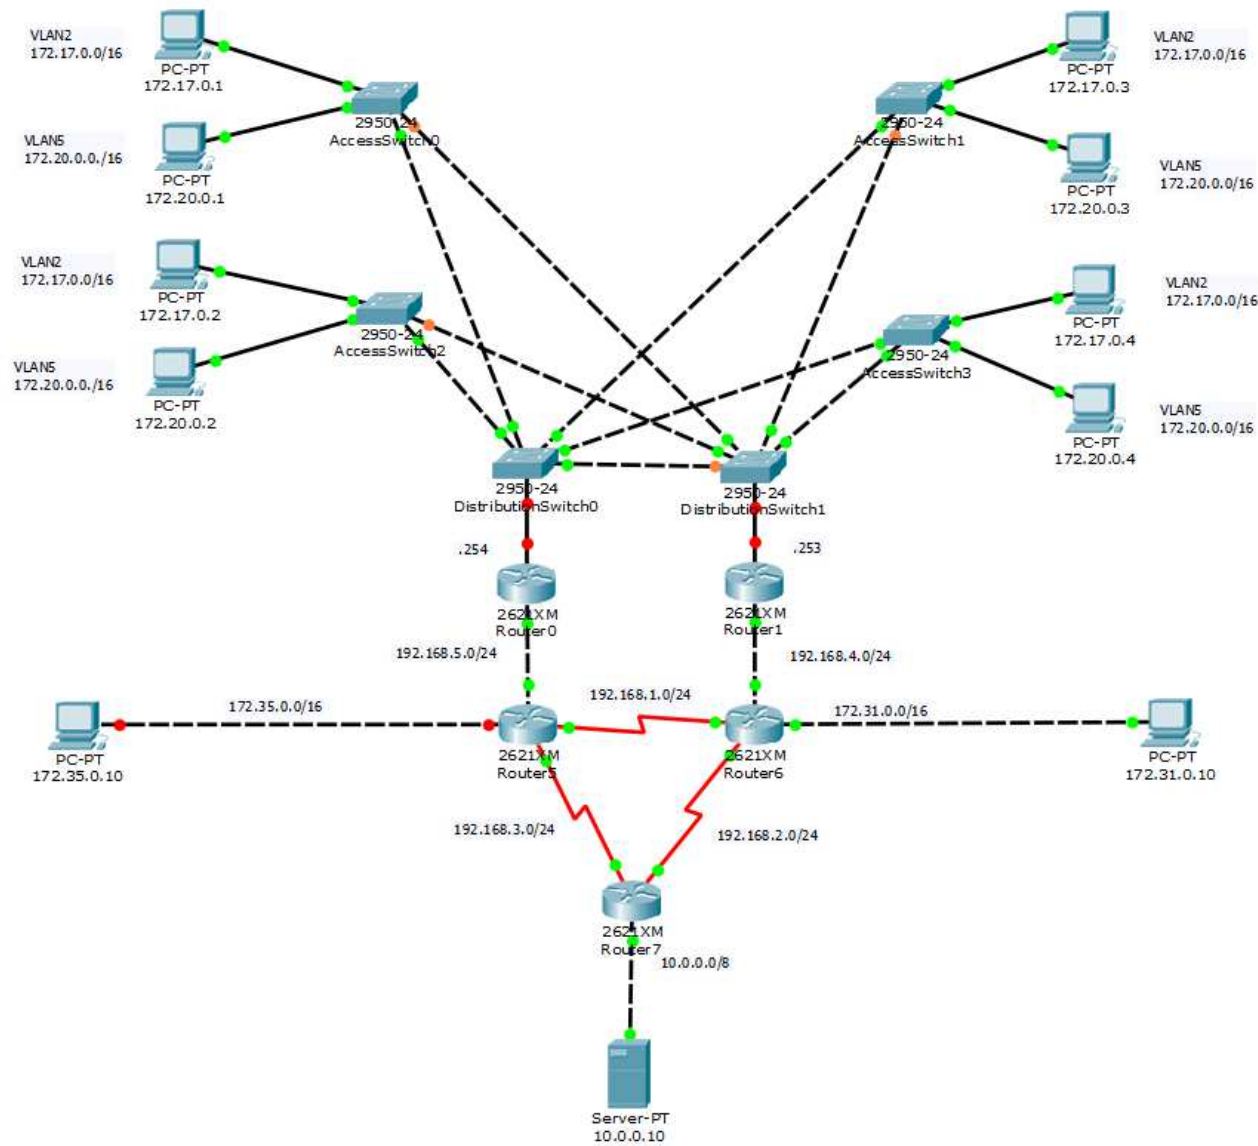 VLAN2
172.17.0.0/16
PC-PT
172.17.0.1
VLAN5
172.20.0.0./16
PC-PT
172.20.0.1
2950-24
AccessSwitch0
VLAN2
172.17.0.0/16
PC-PT
172.17.0.3
2950-24
AccessSwitch1
VLAN5
172.20.0.0/16
PC-PT
172.20.0.3
VLAN2
172.17.0.0/16
PC-PT
172.17.0.2
VLAN5
172.20.0.0./16
PC-PT
172.20.0.2
2950-24
AccessSwitch2
VLAN2
172.17.0.0/16
PC-PT
172.17.0.4
2950-24
AccessSwitch3
VLAN5
172.20.0.0/16
PC-PT
172.20.0.4
2950-24
DistributionSwitch0
2950-24
DistributionSwitch1
.254
.253
2621XM
Router0
2621XM
Router1
192.168.5.0/24
192.168.4.0/24
172.35.0.0/16
192.168.1.0/24
172.31.0.0/16
PC-PT
172.35.0.10
2621XM
Router5
2621XM
Router6
PC-PT
172.31.0.10
192.168.3.0/24
192.168.2.0/24
2621XM
Router7
10.0.0.0/8
Server-PT
10.0.0.10